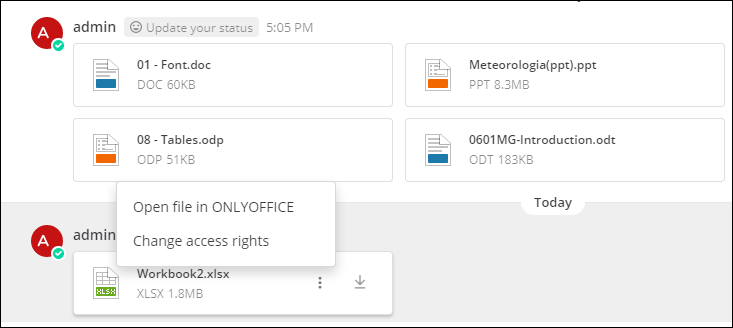 admin Update your status 5:05 PM
01 - Font.doc
DOC 60KB
Meteorologia(ppt).ppt
PPT 8.3MB
08 - Tables.odp
ODP 51KB
0601MG-Introduction.odt
ODT 183KB
Open file in ONLYOFFICE
Change access rights
Today
A
admin
A
Workbook2.xlsx
XLSX
XLSX 1.8MB